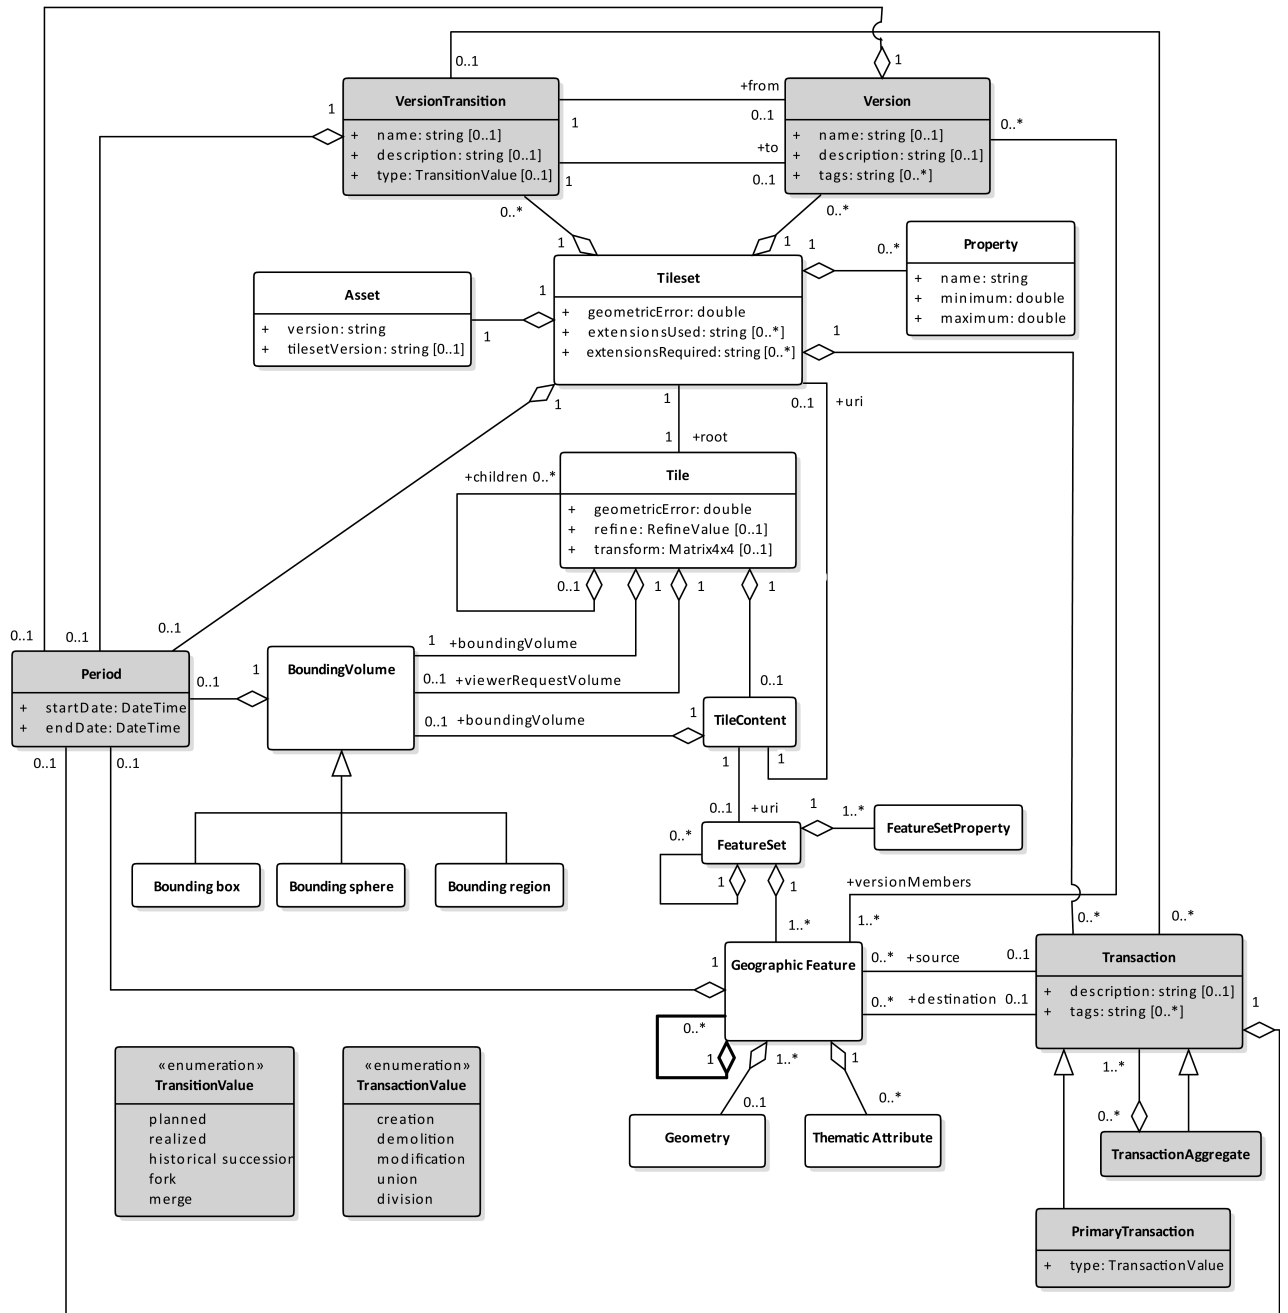 0..1
1
VersionTransition
+ name: string [0..1]
+ description: string [0..1]
+ type: TransitionValue [0..1]
1
+from
0..1
1
+to
0..1
1
Version
+ name: string [0..1]
+ description: string [0..1]
+ tags: string [0..*]
0..*
0..*
1
0..*
1
Asset
+ version: string
+ tilesetVersion: string [0..1]
1
1
Tileset
+ geometricError: double
+ extensionsUsed: string [0..*]
+ extensionsRequired: string [0..*]
1
0..*
Property
+ name: string
+ minimum: double
+ maximum: double
1
1
1
0..1
+uri
1 +root
+children 0..*
Tile
+ geometricError: double
+ refine: RefineValue [0..1]
+ transform: Matrix4x4 [0..1]
0..1
1
1
1
0..1
0..1
0..1
Period
+ startDate: DateTime
+ endDate: DateTime
0..1
1
BoundingVolume
1 +boundingVolume
0..1 +viewerRequestVolume
0..1 +boundingVolume
1
0..1
TileContent
0..1
0..1
1
1
0..1 +uri
Bounding box
Bounding sphere
Bounding region
0..*
FeatureSet
1
1..*
FeatureSetProperty
1
1
+versionMembers
1..*
1..*
0..*
0..*
1
Geographic Feature
0..* +source 0..1
0..* +destination 0..1
Transaction
+ description: string [0..1]
+ tags: string [0..*]
1
0..*
1
1..*
1
0..1
0..*
Geometry
Thematic Attribute
1..*
0..*
TransactionAggregate
PrimaryTransaction
+ type: TransactionValue
«enumeration»
TransitionValue
planned
realized
historical succession
fork
merge
«enumeration»
TransactionValue
creation
demolition
modification
union
division